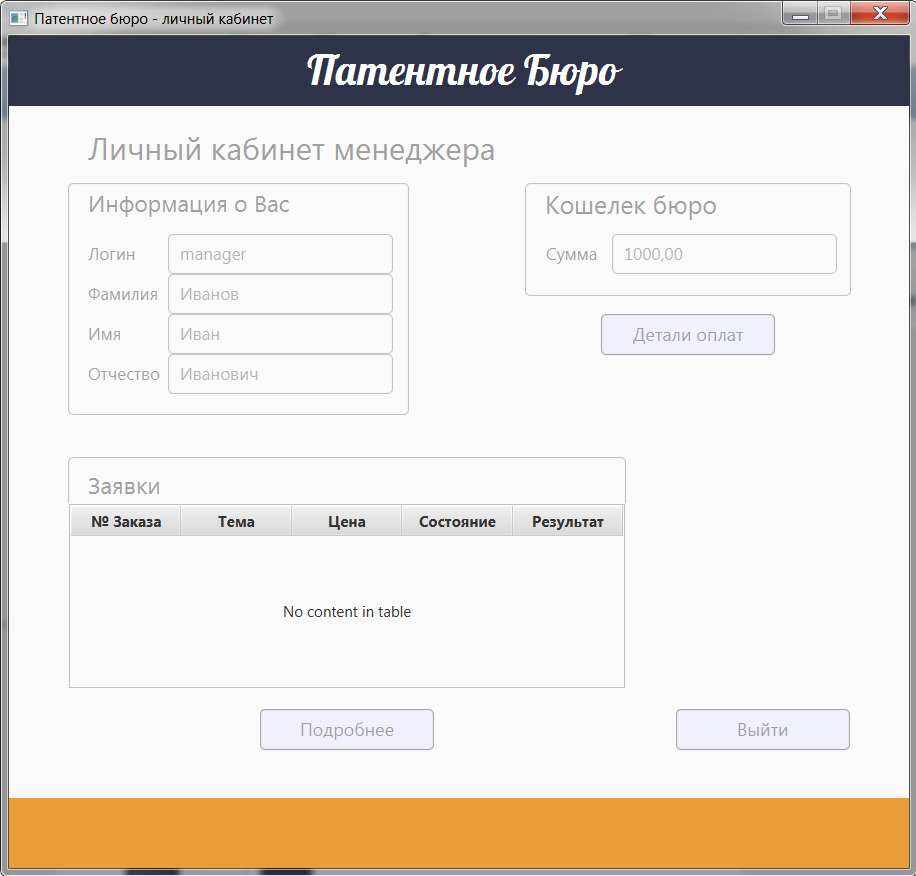 Патентное бюро - личный кабинет
Патентное Бюро
Личный кабинет менеджера
Информация о Вас
Логин manager
Фамилия Иванов
Имя Иван
Отчество Иванович
Кошелек бюро
Сумма 1000,00
Детали оплат
Заявки
№ Заказа Тема Цена Состояние Результат
No content in table
Подробнее Выйти